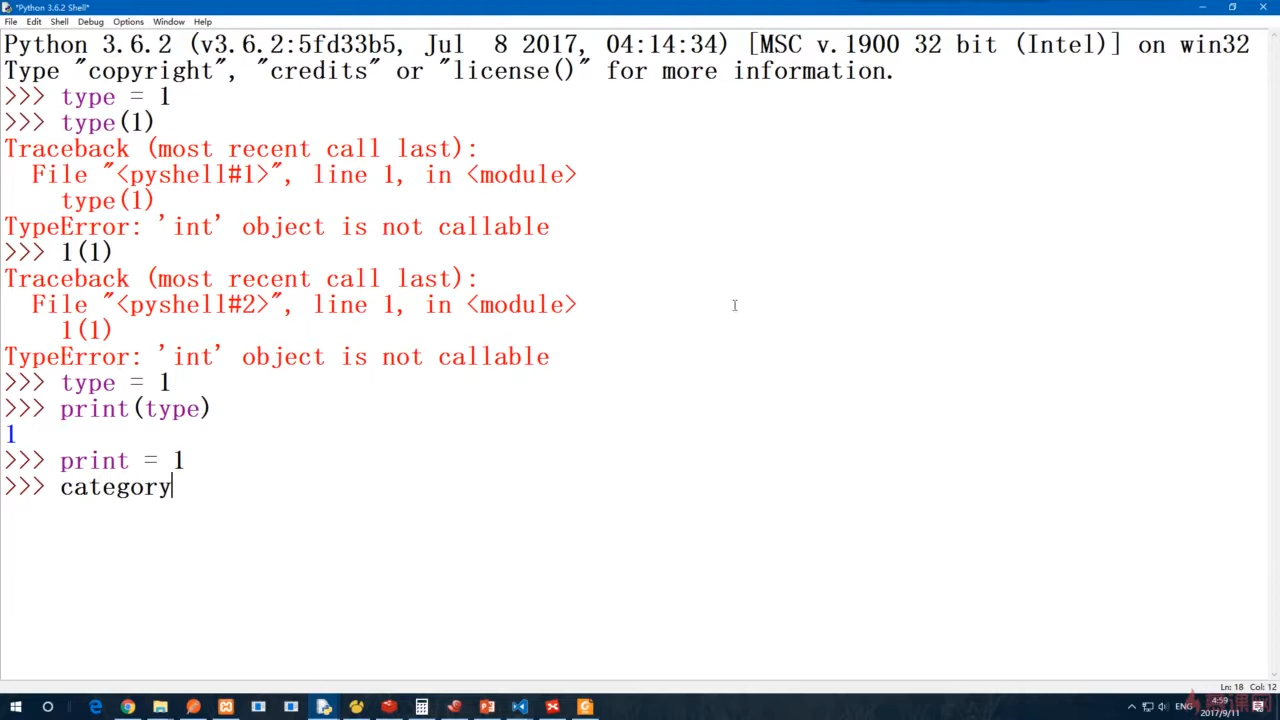 *Python 3.6.2 Shell*
File Edit Shell Debug Options Window Help
Python 3.6.2 (v3.6.2:5fd33b5, Jul  8 2017, 04:14:34) [MSC v.1900 32 bit (Intel)] on win32
Type "copyright", "credits" or "license()" for more information.
>>> type = 1
>>> type(1)
Traceback (most recent call last):
  File "<pyshell#1>", line 1, in <module>
    type(1)
TypeError: 'int' object is not callable
>>> 1(1)
Traceback (most recent call last):
  File "<pyshell#2>", line 1, in <module>
    1(1)
TypeError: 'int' object is not callable
>>> type = 1
>>> print(type)
1
>>> print = 1
>>> category
Ln: 18 Col: 12
ENG
4:59
2017/9/11